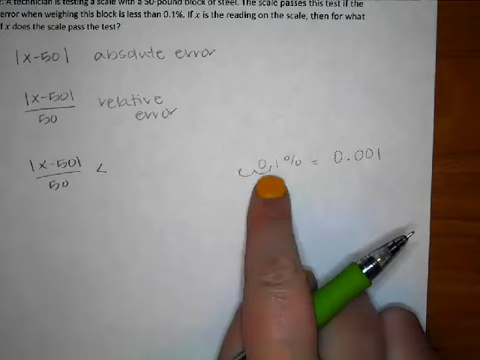 A technician is testing a scale with a 50-pound block of steel. The scale passes this test if the
error when weighing this block is less than 0.1%. If x is the reading on the scale, then for what
x does the scale pass the test?
|x-50| absolute error
|x-50|/50 relative error
|x-50|/50 < 0.1% = 0.001